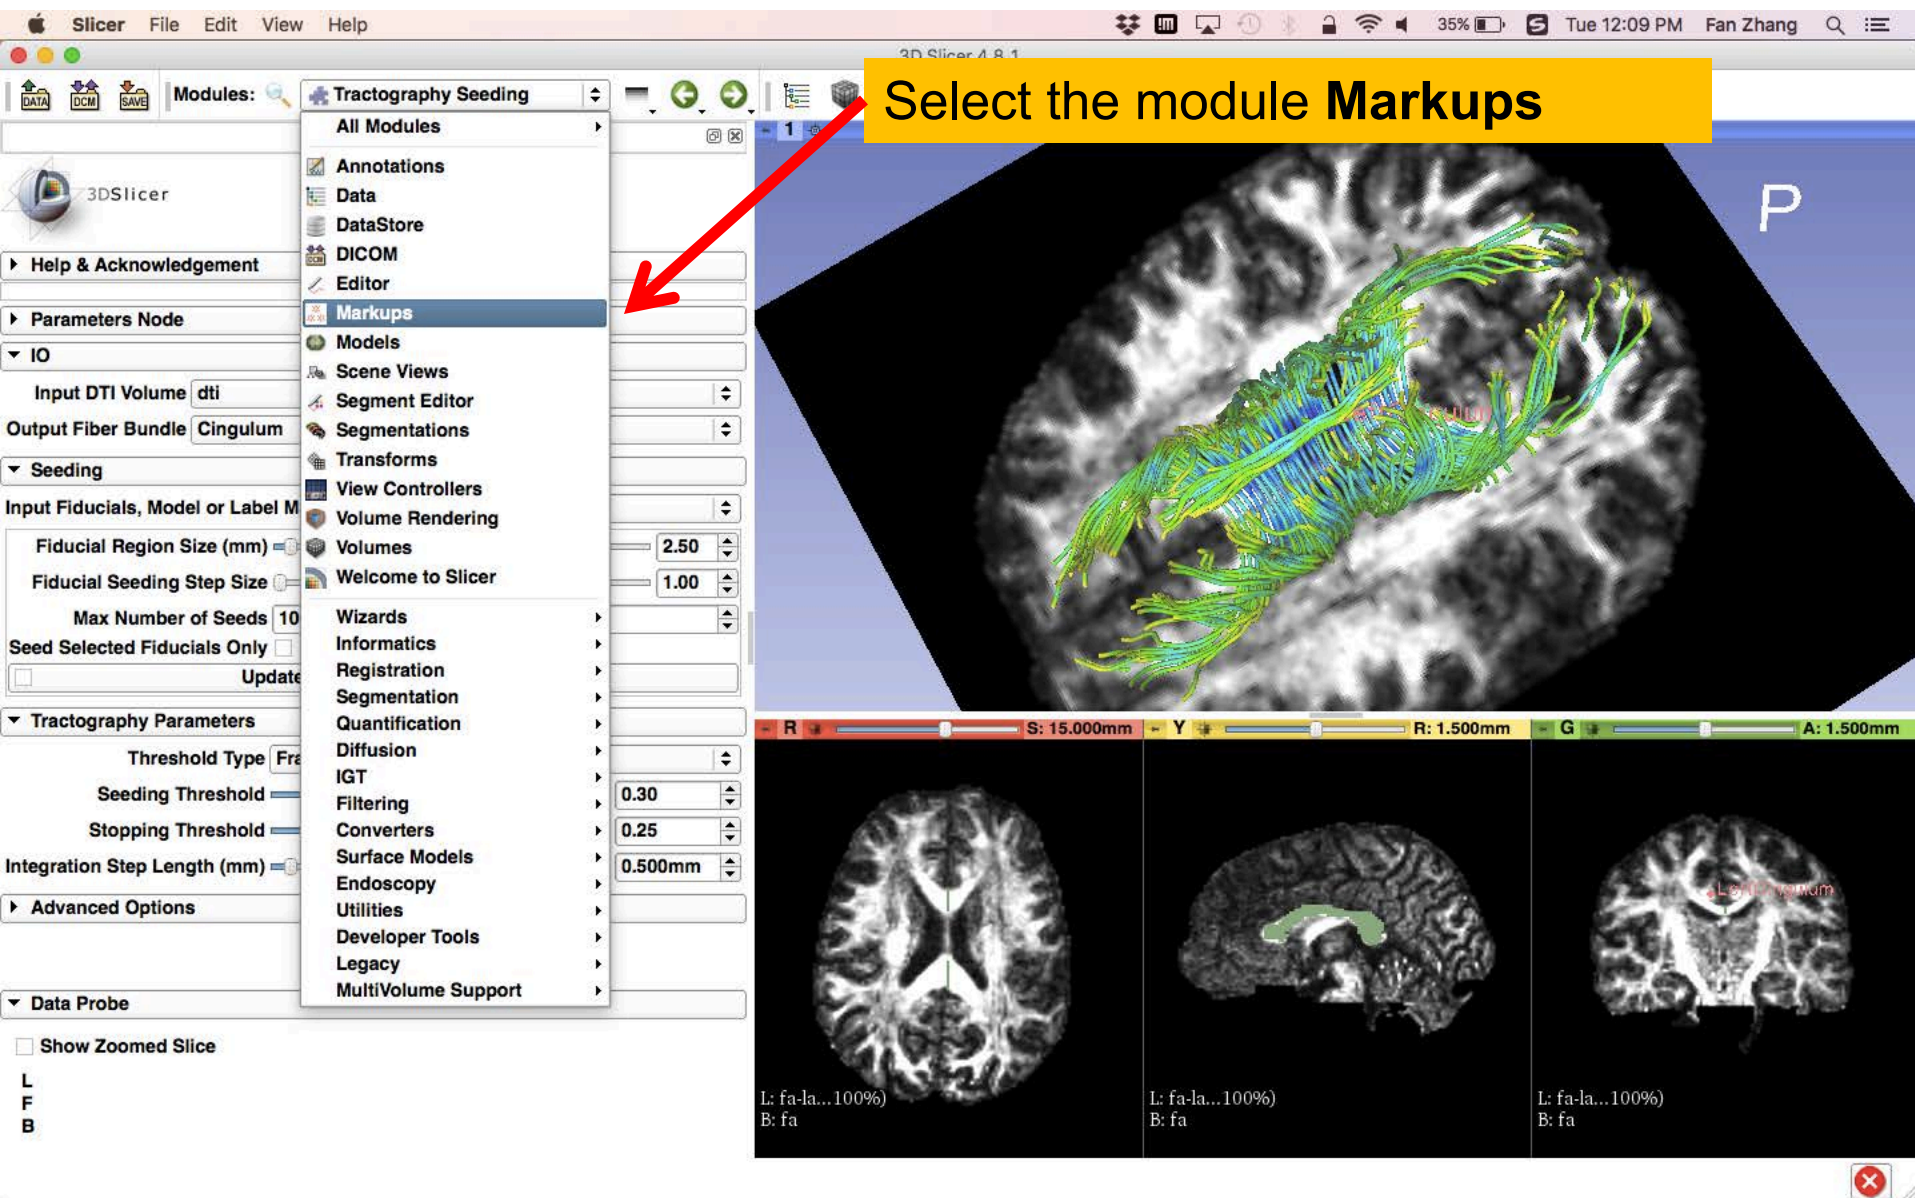 Slicer File Edit View Help 35% Tue 12:09 PM Fan Zhang
3D Slicer 4.8.1
DATA DCM SAVE Modules: Tractography Seeding
Select the module Markups
All Modules
1
Annotations
3DSlicer
Data
P
DataStore
DICOM
Help & Acknowledgement
Editor
Markups
Parameters Node
Models
IO
Scene Views
Input DTI Volume dti
Segment Editor
Output Fiber Bundle Cingulum
Segmentations
Transforms
Seeding
View Controllers
Input Fiducials, Model or Label M
Volume Rendering
Fiducial Region Size (mm) 2.50
Volumes
Fiducial Seeding Step Size 1.00
Welcome to Slicer
Max Number of Seeds 10
Wizards
Seed Selected Fiducials Only
Informatics
Update
Registration
Segmentation
Tractography Parameters
Quantification
R S: 15.000mm Y R: 1.500mm G A: 1.500mm
Threshold Type Fra
Diffusion
IGT
Seeding Threshold 0.30
Filtering
Stopping Threshold 0.25
Converters
Integration Step Length (mm) 0.500mm
Surface Models
Endoscopy
Advanced Options
Utilities
Developer Tools
Legacy
MultiVolume Support
Data Probe
Show Zoomed Slice
L
F
B
L: fa-la...100%)
B: fa
L: fa-la...100%)
B: fa
L: fa-la...100%)
B: fa